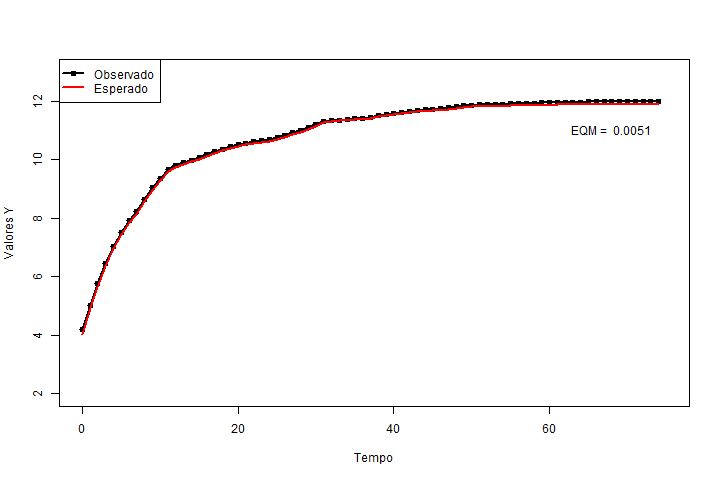 Observado
Esperado
EQM = 0.0051
Valores Y
12
10
8
6
4
2
0
20
40
60
Tempo